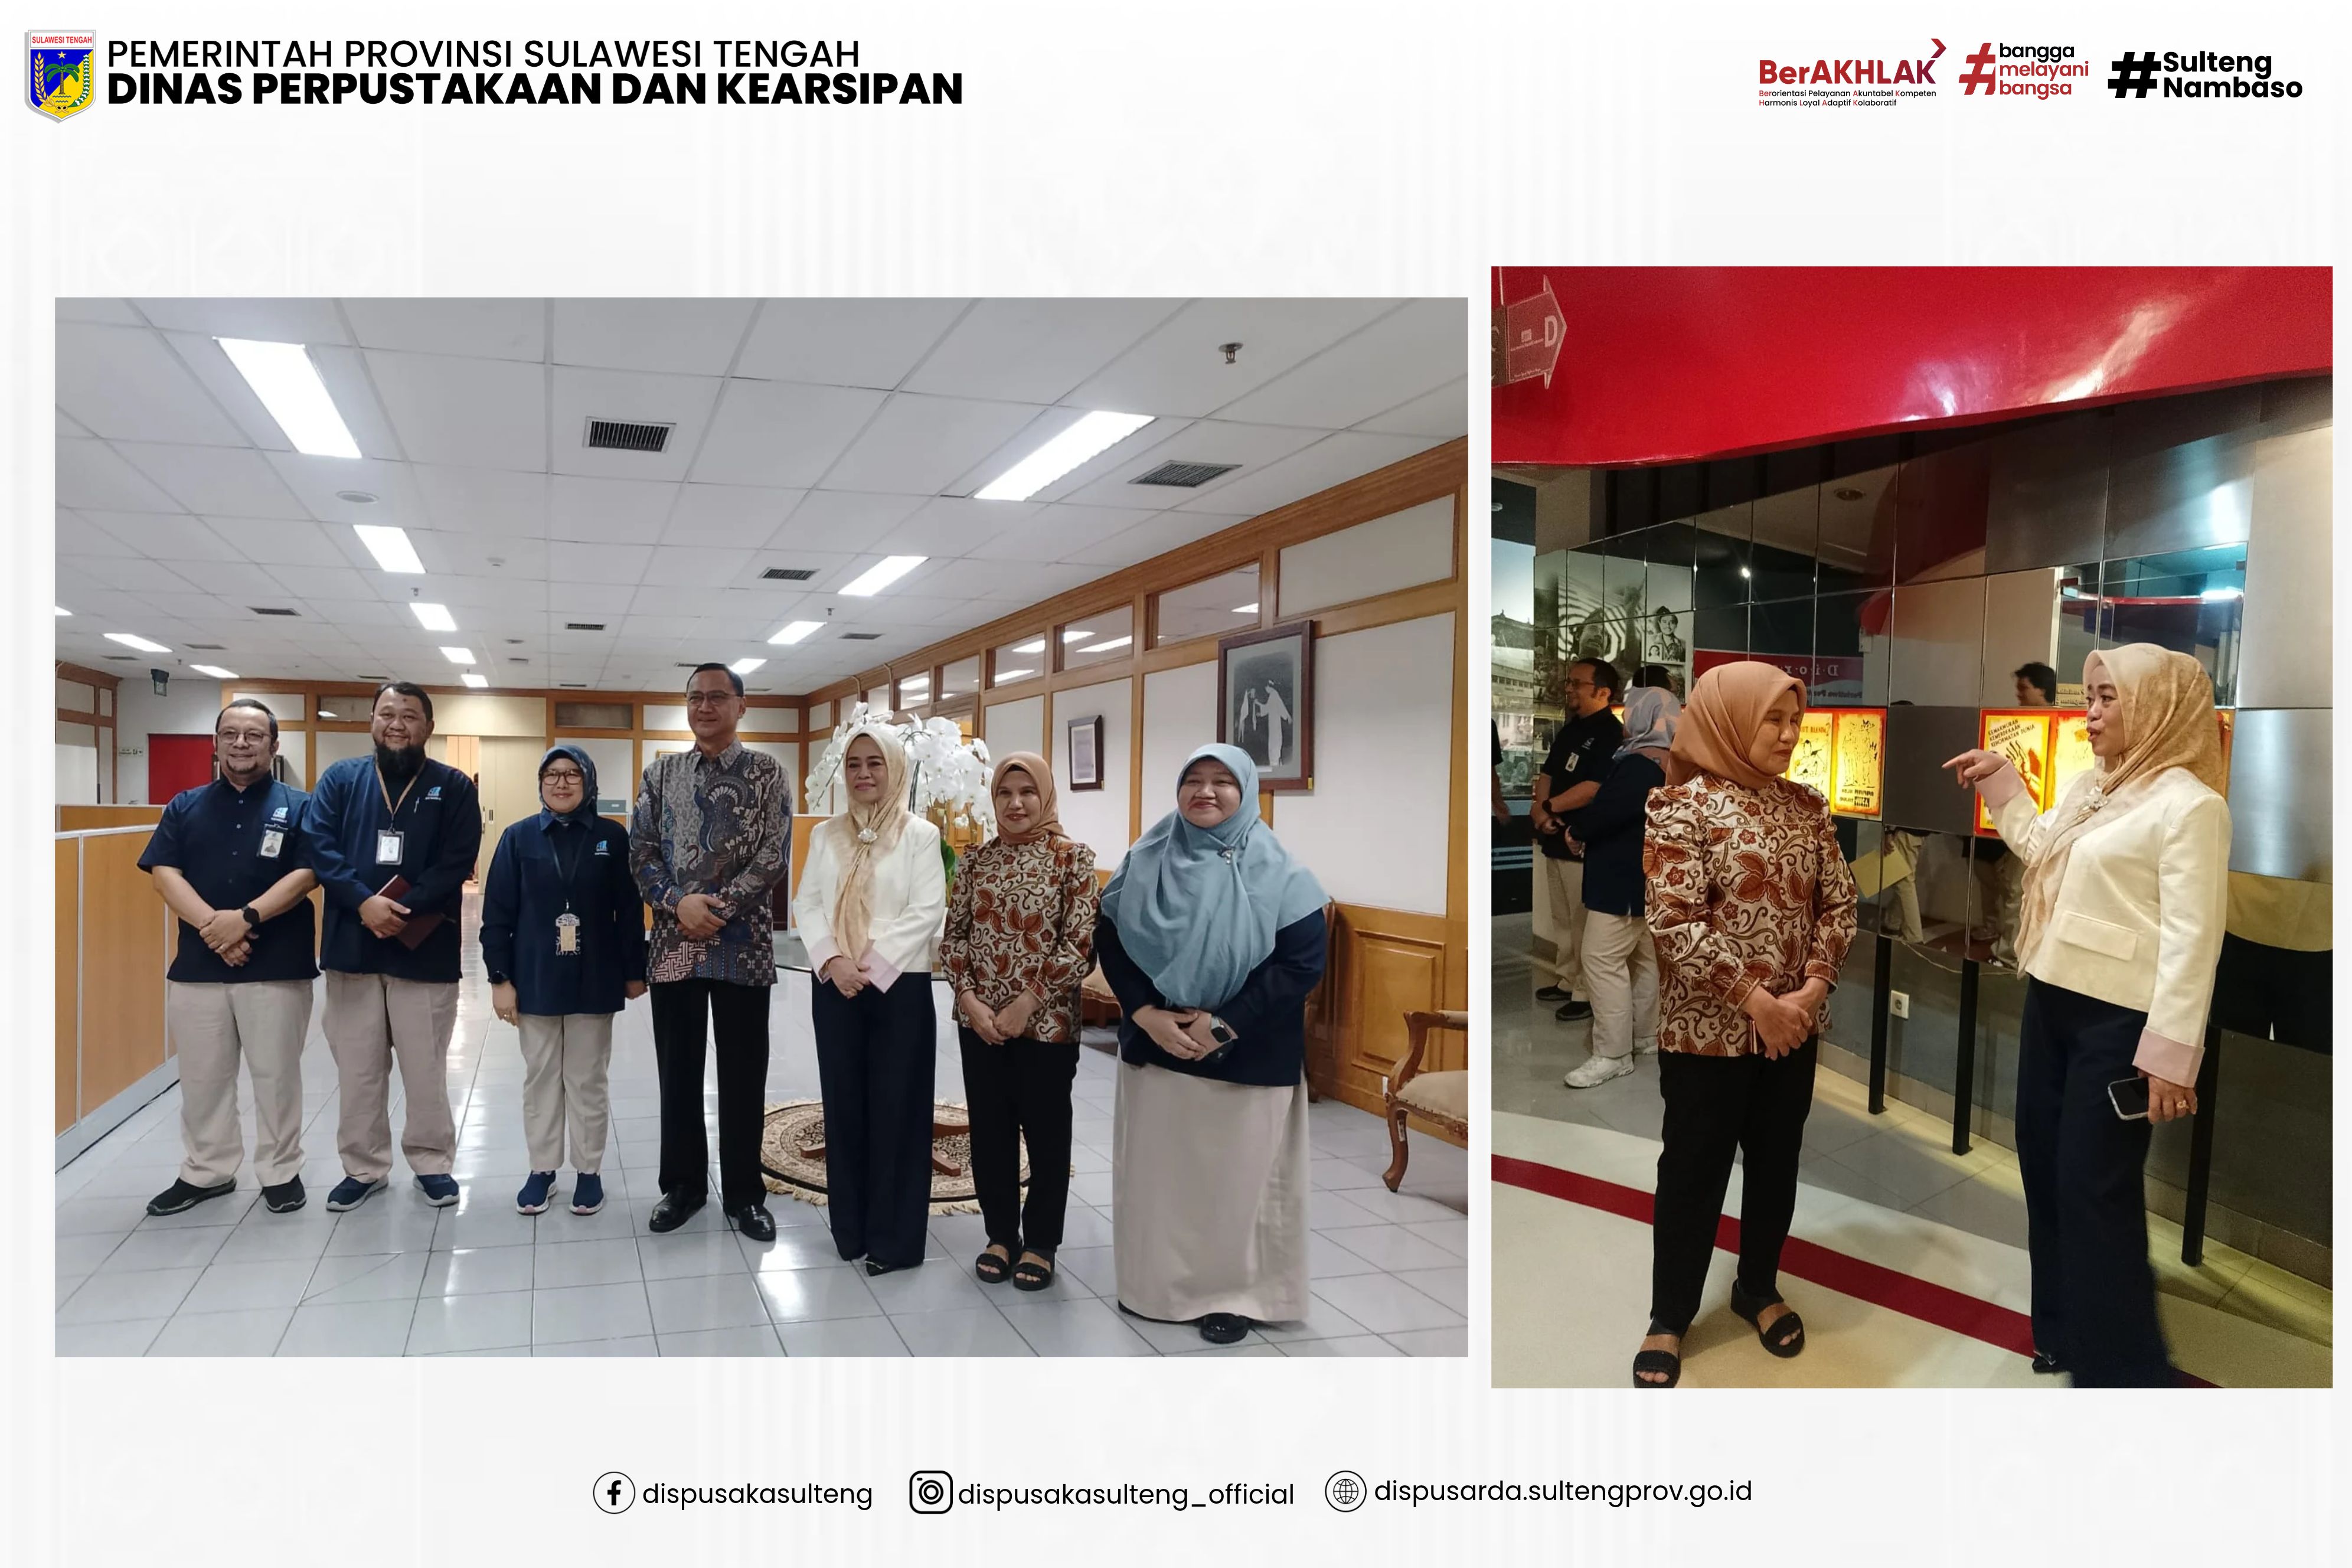 SULAWESI TENGAH
PEMERINTAH PROVINSI SULAWESI TENGAH
DINAS PERPUSTAKAAN DAN KEARSIPAN
BerAKHLAK
Berorientasi Pelayanan Akuntabel Kompeten
Harmonis Loyal Adaptif Kolaboratif
#bangga
melayani
bangsa
#Sulteng
Nambaso
D
KEMERDEKAAN
dispusakasulteng
dispusakasulteng_official
dispusarda.sultengprov.go.id